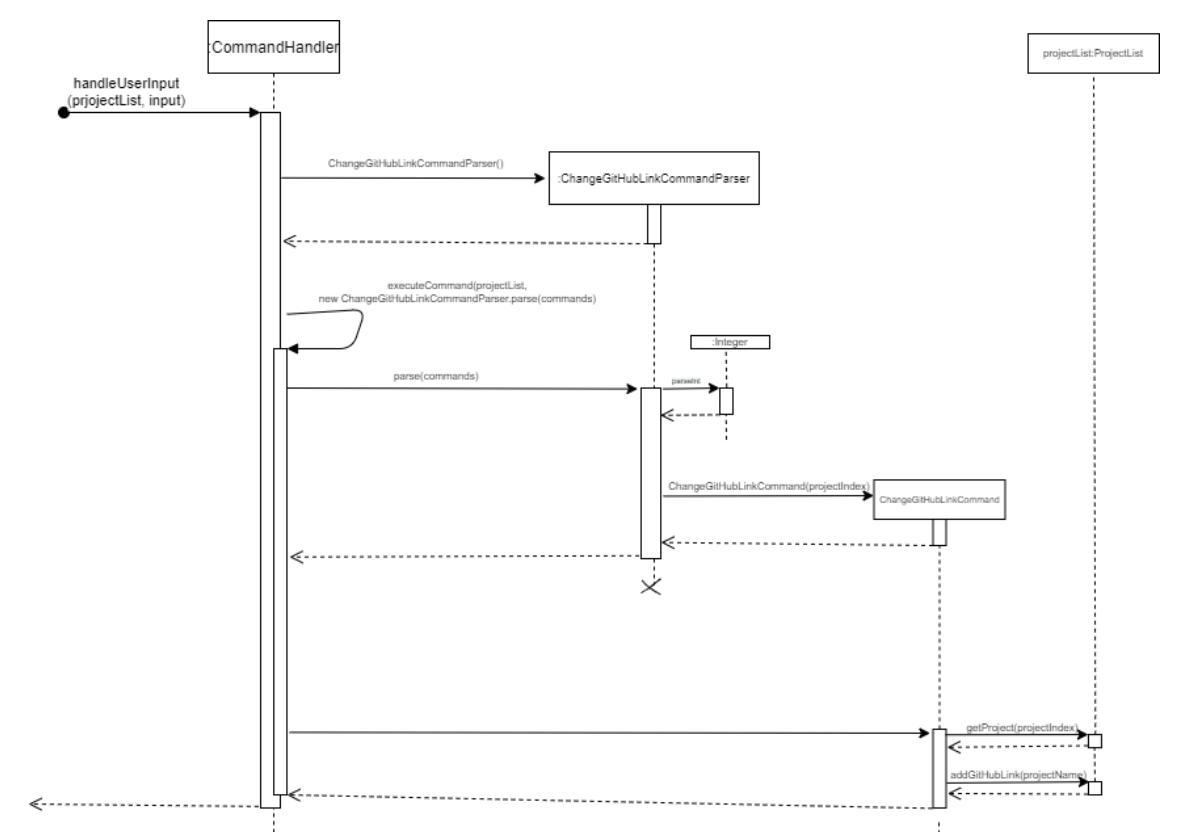 :CommandHandler
projectList:ProjectList
handleUserInput
(prjojectList, input)
ChangeGitHubLinkCommandParser()
:ChangeGitHubLinkCommandParser
executeCommand(projectList,
new ChangeGitHubLinkCommandParser.parse(commands)
:Integer
parse(commands)
parseInt
ChangeGitHubLinkCommand(projectIndex)
ChangeGitHubLinkCommand
getProject(projectIndex)
addGitHubLink(projectName)